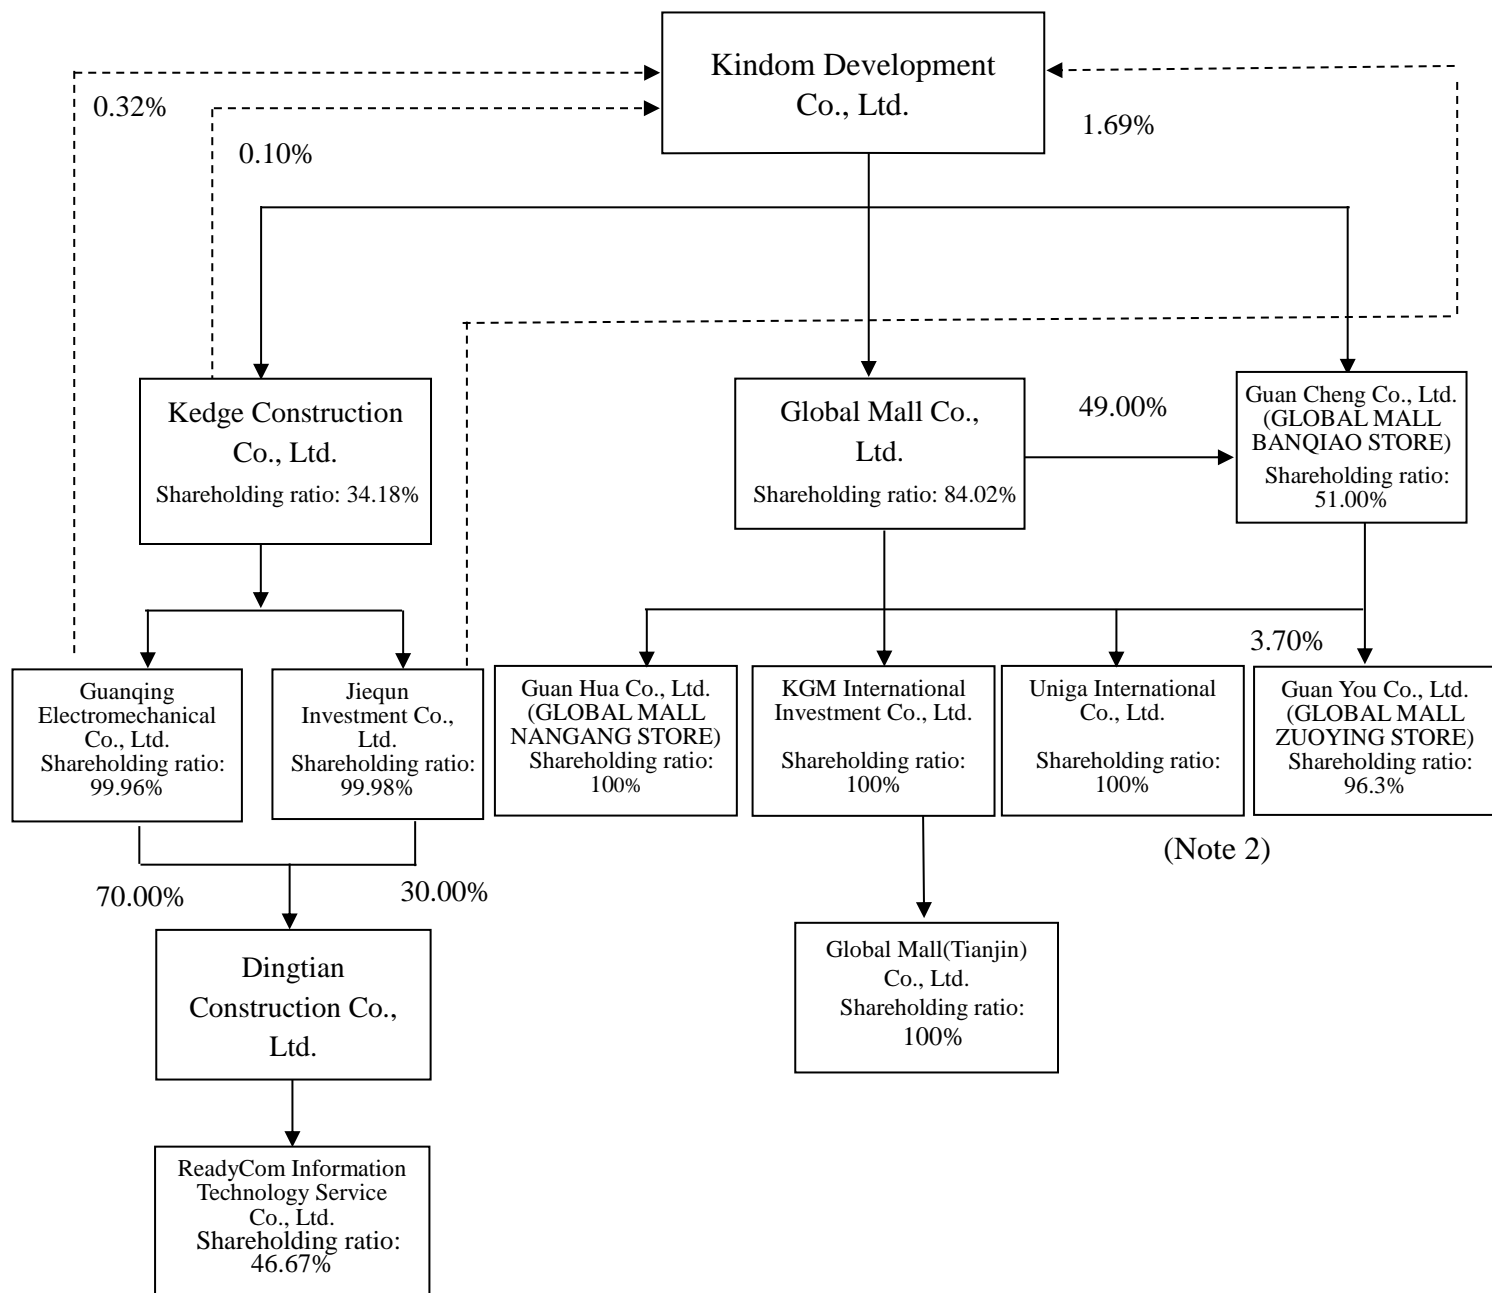 Kindom Development
Co., Ltd.
0.32%
0.10%
1.69%
Kedge Construction
Co., Ltd.
Shareholding ratio: 34.18%
Global Mall Co.,
Ltd.
Shareholding ratio: 84.02%
49.00%
Guan Cheng Co., Ltd.
(GLOBAL MALL
BANQIAO STORE)
Shareholding ratio:
51.00%
3.70%
Guanqing
Electromechanical
Co., Ltd.
Shareholding ratio:
99.96%
Jiequn
Investment Co.,
Ltd.
Shareholding ratio:
99.98%
Guan Hua Co., Ltd.
(GLOBAL MALL
NANGANG STORE)
Shareholding ratio:
100%
KGM International
Investment Co., Ltd.
Shareholding ratio:
100%
Uniga International
Co., Ltd.
Shareholding ratio:
100%
Guan You Co., Ltd.
(GLOBAL MALL
ZUOYING STORE)
Shareholding ratio:
96.3%
(Note 2)
70.00%
30.00%
Dingtian
Construction Co.,
Ltd.
Global Mall(Tianjin)
Co., Ltd.
Shareholding ratio:
100%
ReadyCom Information
Technology Service
Co., Ltd.
Shareholding ratio:
46.67%